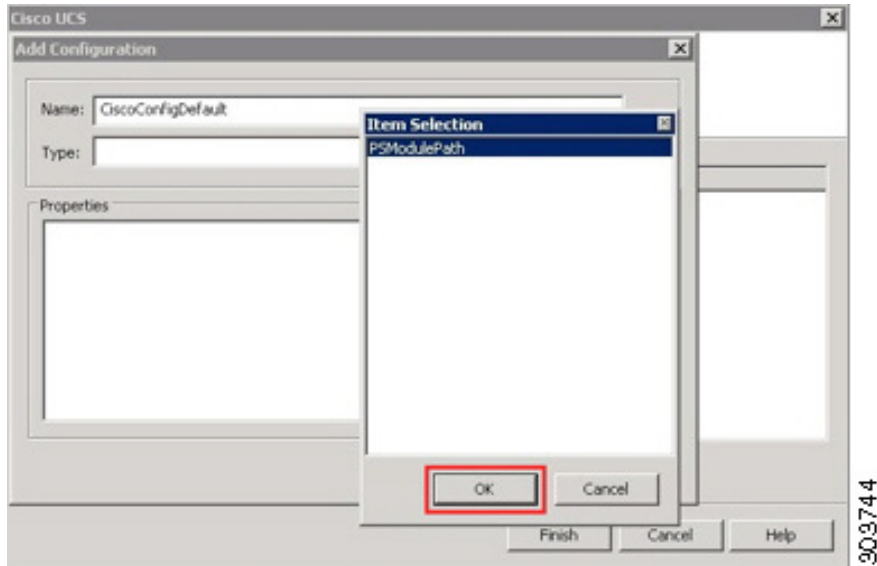 Cisco UCS
Add Configuration
Name: CiscoConfigDefault
Type:
Item Selection
PSModulePath
Properties
OK
Cancel
Finish
Cancel
Help
303744